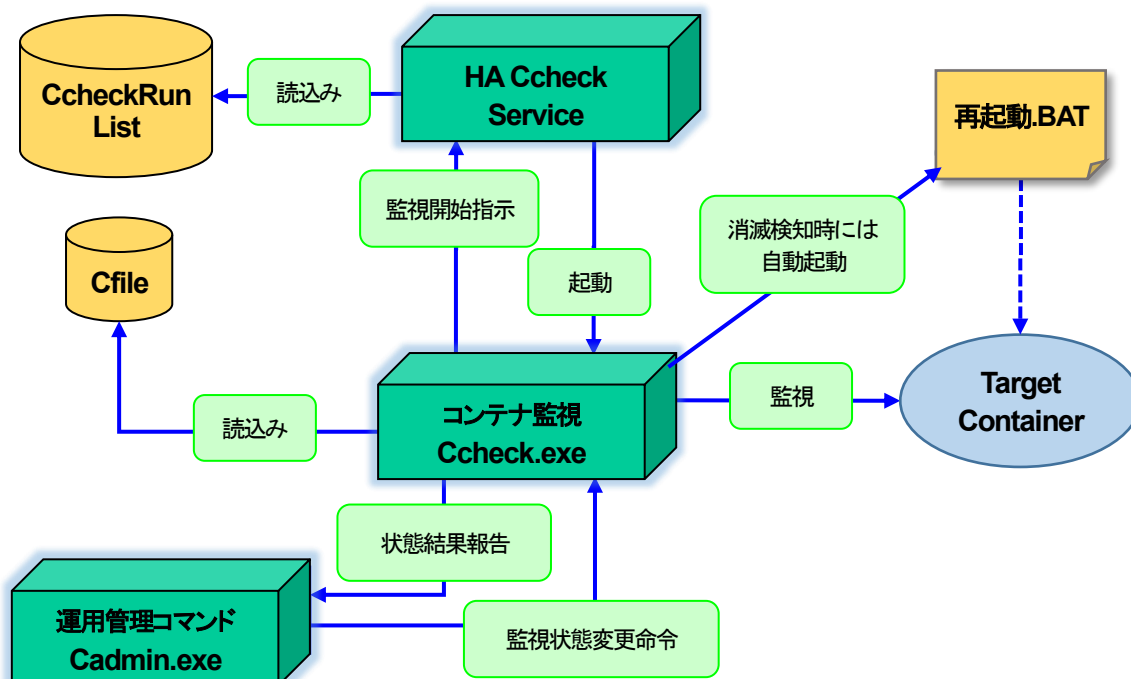 CcheckRun
List
読込み
HA Ccheck
Service
再起動.BAT
監視開始指示
消滅検知時には
自動起動
Cfile
起動
コンテナ監視
Ccheck.exe
監視
Target
Container
読込み
状態結果報告
運用管理コマンド
Cadmin.exe
監視状態変更命令